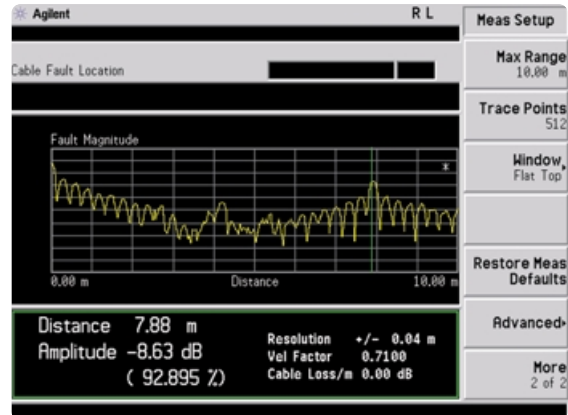 Agilent
R L
Meas Setup
Cable Fault Location
Max Range
10.00 m
Trace Points
512
Fault Magnitude
*
Window
Flat Top
Restore Meas
Defaults
0.00 m
Distance
10.00 m
Advanced
Distance 7.88 m
Amplitude -8.63 dB
( 92.895 %)
Resolution +/- 0.04 m
Vel Factor 0.7100
Cable Loss/m 0.00 dB
More
2 of 2